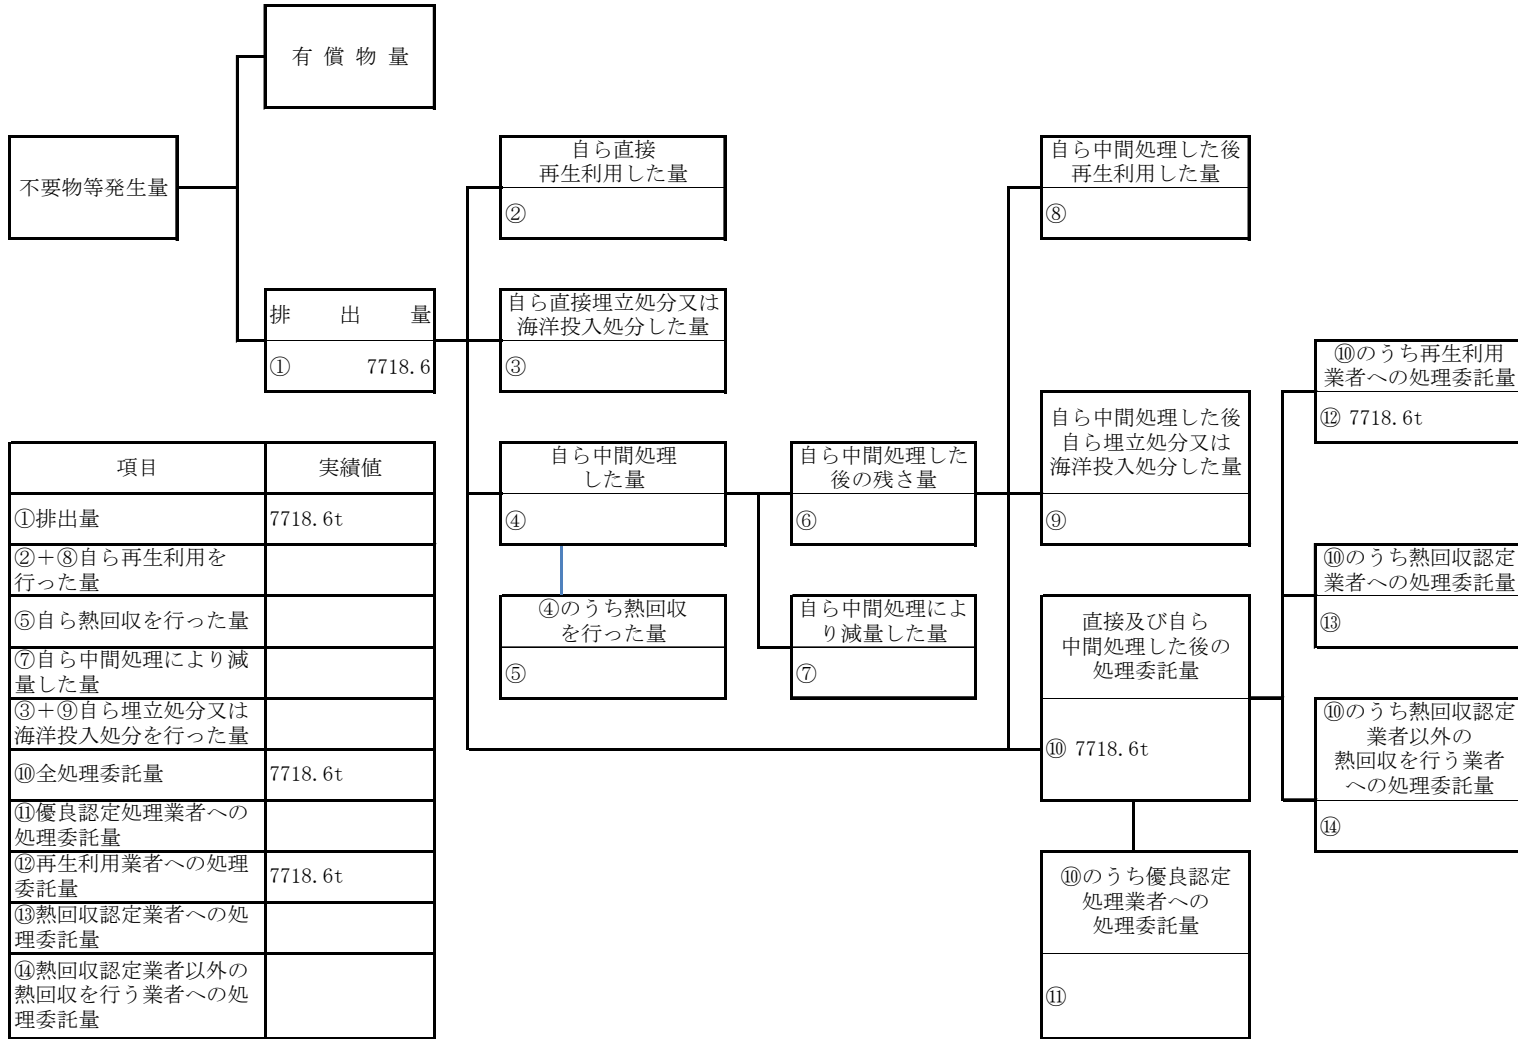 有 償 物 量
不要物等発生量
自ら直接
再生利用した量
②
自ら中間処理した後
再生利用した量
⑧
排 出 量
① 7718.6
自ら直接埋立処分又は
海洋投入処分した量
③
⑩のうち再生利用
業者への処理委託量
⑫ 7718.6t
自ら中間処理
した量
④
自ら中間処理した
後の残さ量
⑥
自ら中間処理した後
自ら埋立処分又は
海洋投入処分した量
⑨
⑩のうち熱回収認定
業者への処理委託量
⑬
④のうち熱回収
を行った量
⑤
自ら中間処理によ
り減量した量
⑦
直接及び自ら
中間処理した後の
処理委託量
⑩ 7718.6t
⑩のうち熱回収認定
業者以外の
熱回収を行う業者
への処理委託量
⑭
⑩のうち優良認定
処理業者への
処理委託量
⑪
項目 実績値
①排出量 7718.6t
②＋⑧自ら再生利用を
行った量
⑤自ら熱回収を行った量
⑦自ら中間処理により減
量した量
③＋⑨自ら埋立処分又は
海洋投入処分を行った量
⑩全処理委託量 7718.6t
⑪優良認定処理業者への
処理委託量
⑫再生利用業者への処理
委託量 7718.6t
⑬熱回収認定業者への処
理委託量
⑭熱回収認定業者以外の
熱回収を行う業者への処
理委託量